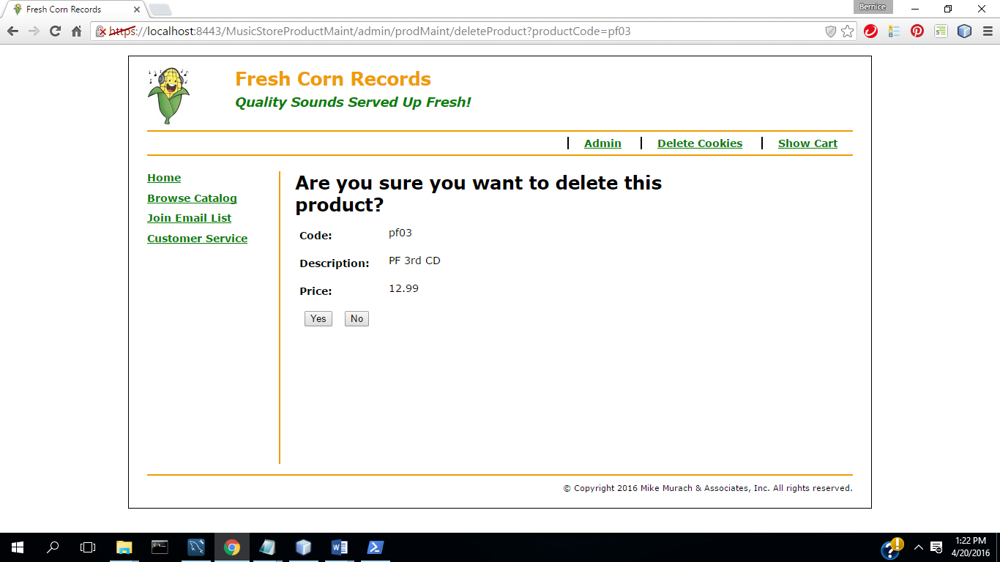 Fresh Corn Records
Bernice
https://localhost:8443/MusicStoreProductMaint/admin/prodMaint/deleteProduct?productCode=pf03
Fresh Corn Records
Quality Sounds Served Up Fresh!
Admin
Delete Cookies
Show Cart
Home
Browse Catalog
Join Email List
Customer Service
Are you sure you want to delete this
product?
Code: pf03
Description: PF 3rd CD
Price: 12.99
Yes No
© Copyright 2016 Mike Murach & Associates, Inc. All rights reserved.
1:22 PM
4/20/2016